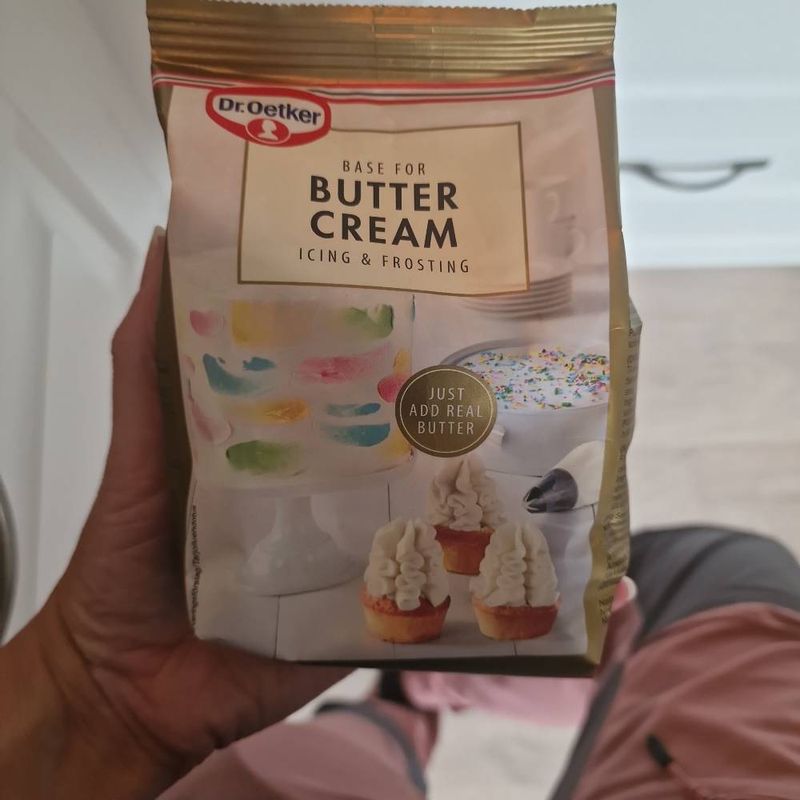 Dr. Oetker
BASE FOR
BUTTER
CREAM
ICING & FROSTING
JUST
ADD REAL
BUTTER